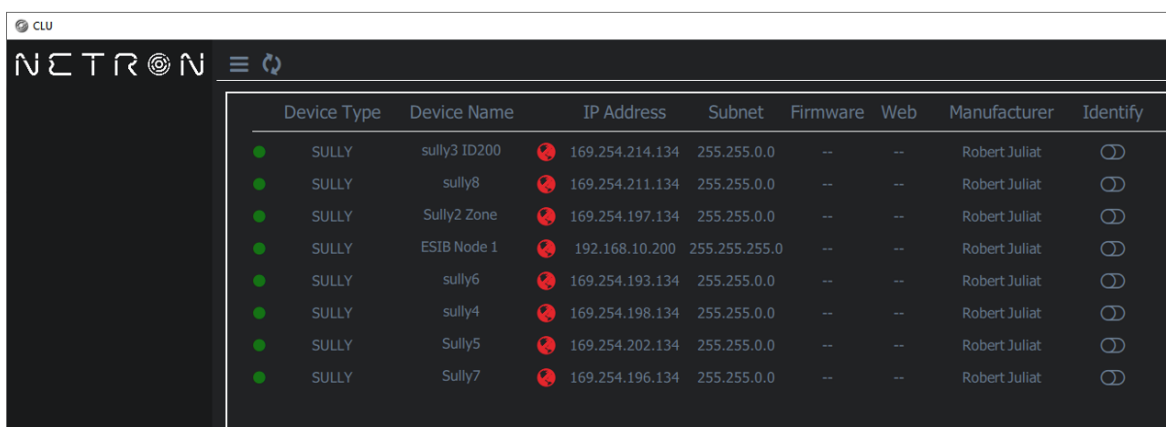 CLU
NETRON
Device Type Device Name IP Address Subnet Firmware Web Manufacturer Identify
SULLY sully3 ID200 169.254.214.134 255.255.0.0 -- -- Robert Juliat
SULLY sully8 169.254.211.134 255.255.0.0 -- -- Robert Juliat
SULLY Sully2 Zone 169.254.197.134 255.255.0.0 -- -- Robert Juliat
SULLY ESIB Node 1 192.168.10.200 255.255.255.0 -- -- Robert Juliat
SULLY sully6 169.254.193.134 255.255.0.0 -- -- Robert Juliat
SULLY sully4 169.254.198.134 255.255.0.0 -- -- Robert Juliat
SULLY Sully5 169.254.202.134 255.255.0.0 -- -- Robert Juliat
SULLY Sully7 169.254.196.134 255.255.0.0 -- -- Robert Juliat